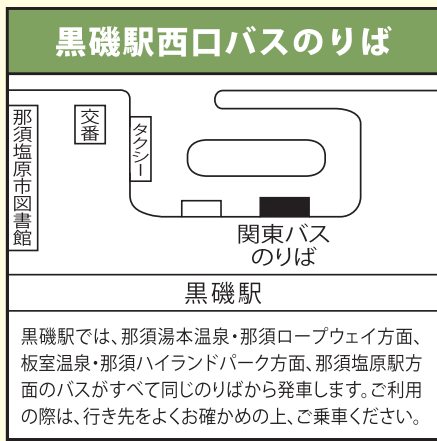 黒磯駅西口バスのりば
那須塩原市図書館
交番
タクシー
関東バス
のりば
黒磯駅
黒磯駅では、那須湯本温泉・那須ロープウェイ方面、
板室温泉・那須ハイランドパーク方面、那須塩原駅方
面のバスがすべて同じのりばから発車します。ご利用
の際は、行き先をよくお確かめの上、ご乗車ください。